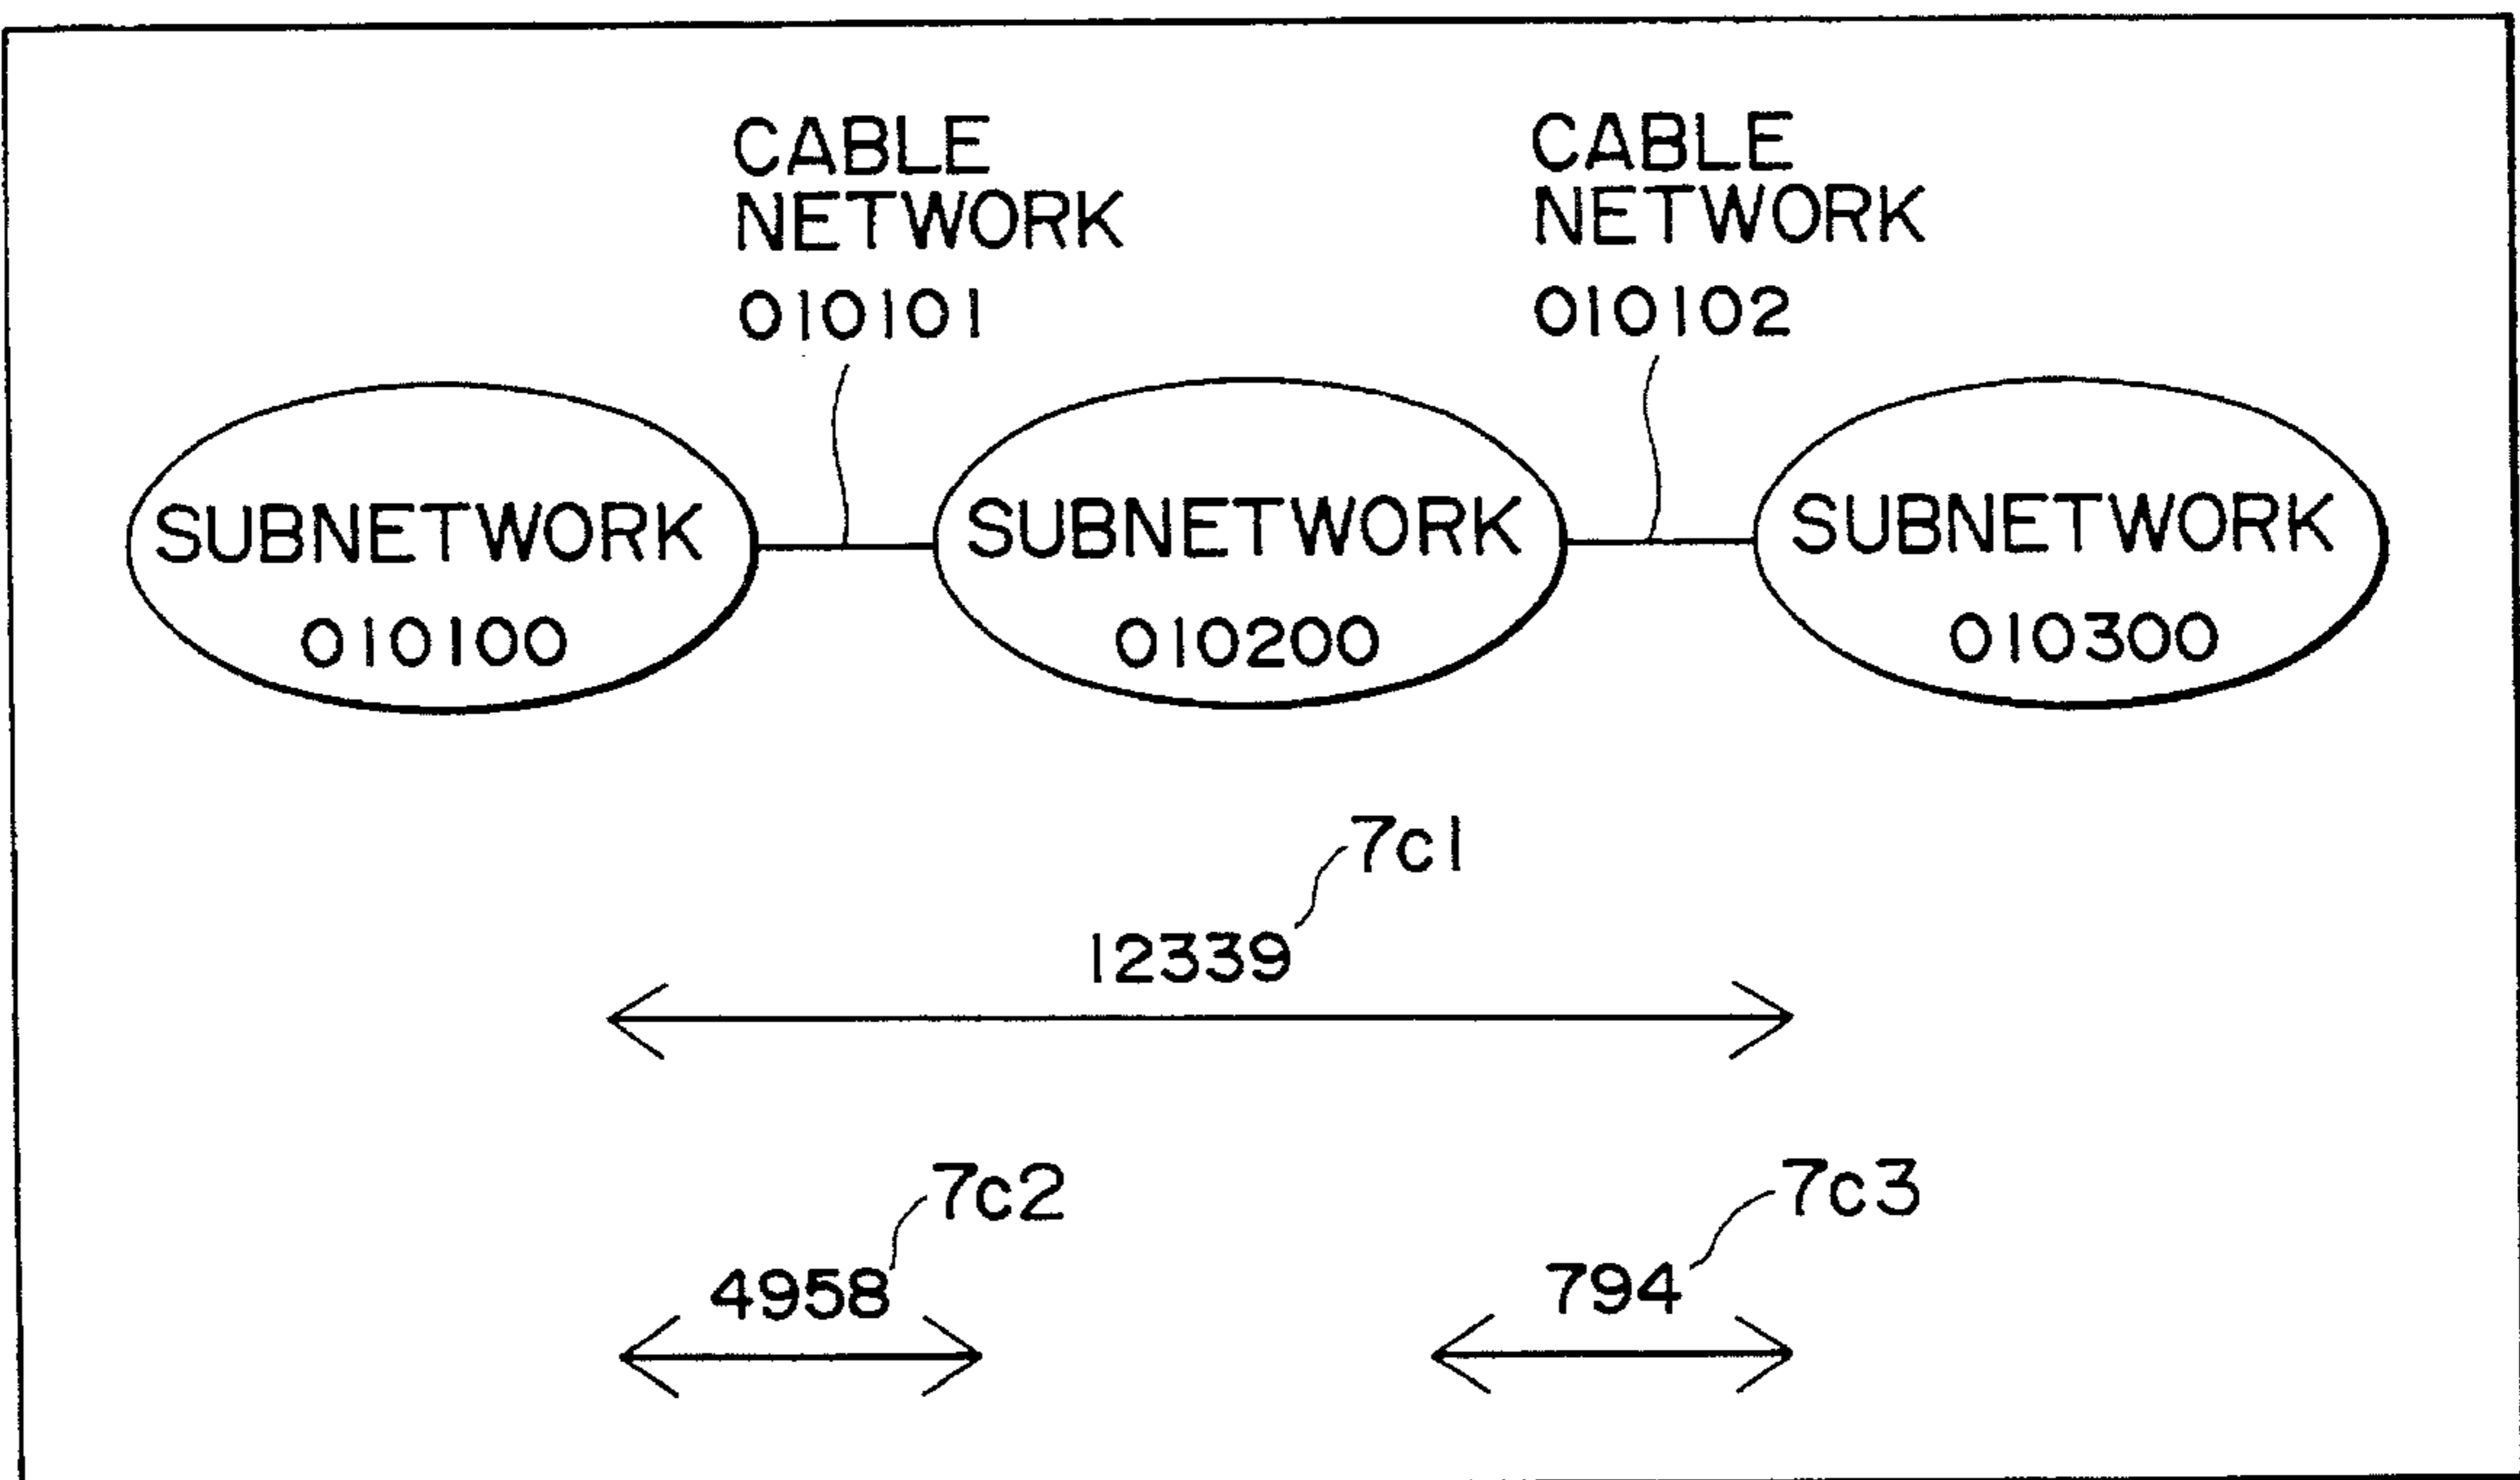 CABLE
NETWORK
010101
CABLE
NETWORK
010102
SUBNETWORK
010100
SUBNETWORK
010200
SUBNETWORK
010300
7c1
12339
7c2
4958
7c3
794